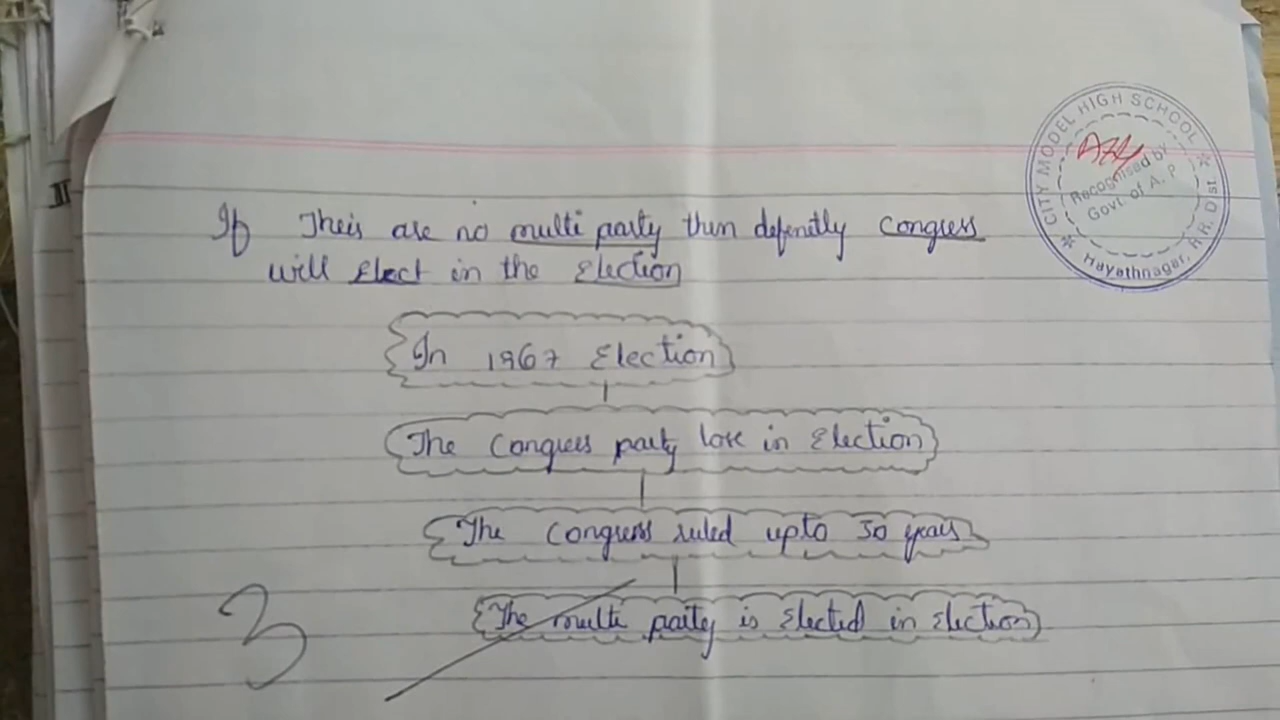 If Theis are no multi party then defenetly Congress
will Elect in the Election
In 1967 Election
The Congress party lose in Election
The Congress ruled upto 30 years
The multi party is Elected in Election
3
CITY MODEL HIGH SCHOOL
Recognised by
Govt. of A. P
Hayathnagar, R.R. Dist